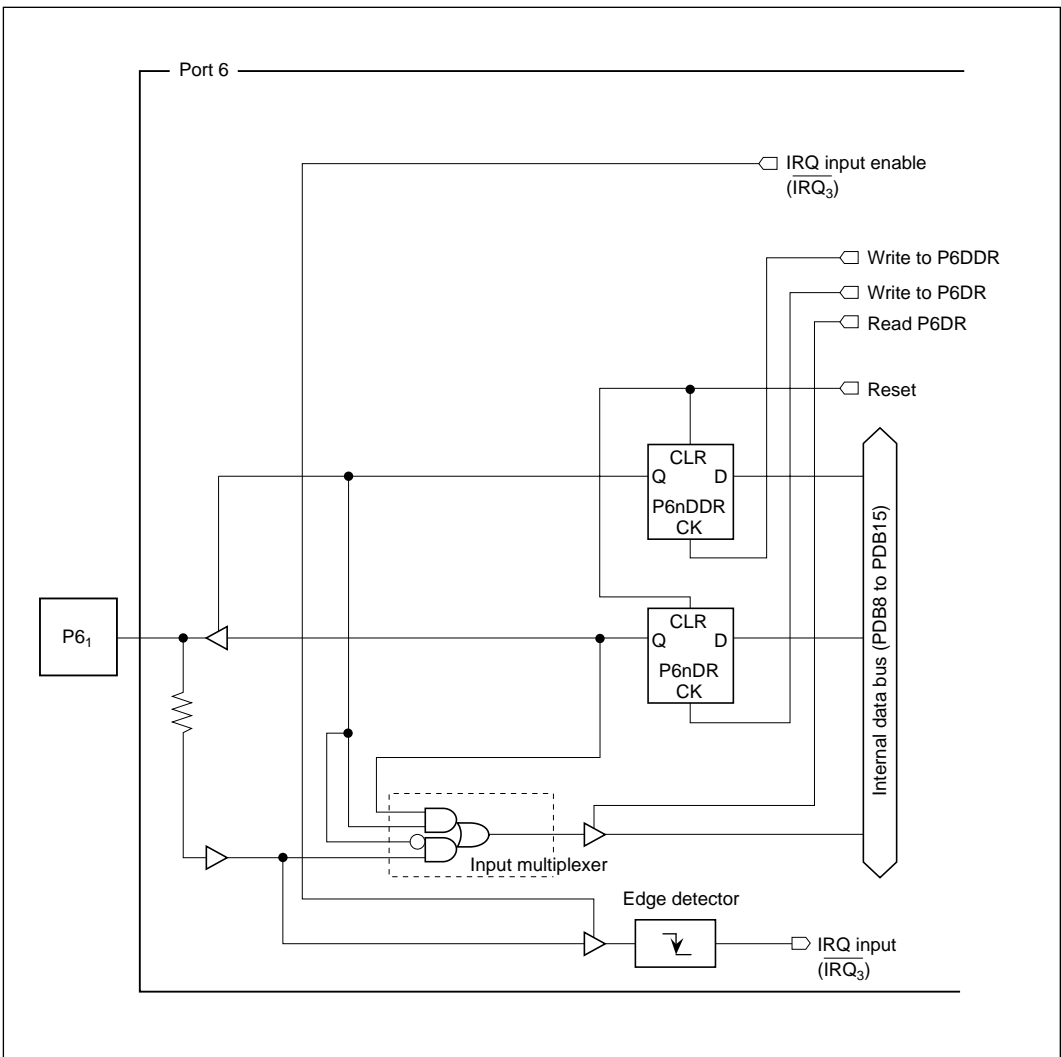 Port 6
IRQ input enable
(IRQ₃)
Write to P6DDR
Write to P6DR
Read P6DR
Reset
CLR
Q D
P6nDDR
CK
P6₁
CLR
Q D
P6nDR
CK
Internal data bus (PDB8 to PDB15)
Input multiplexer
Edge detector
IRQ input
(IRQ₃)